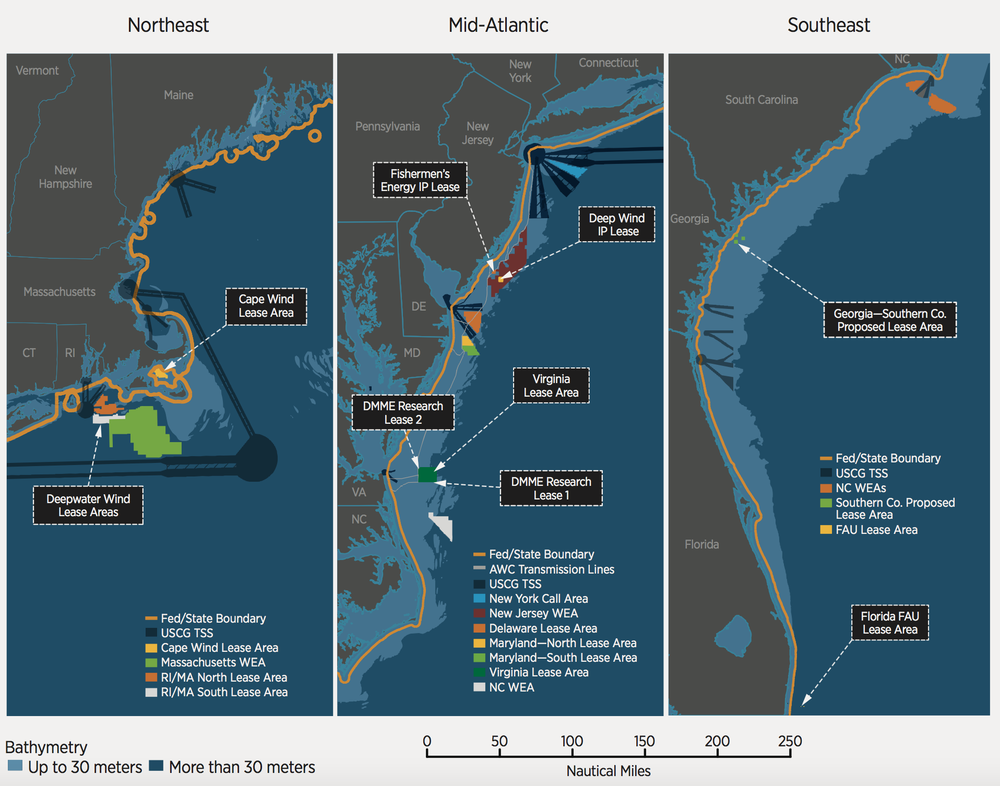 Northeast
Mid-Atlantic
Southeast
Vermont
Maine
New
Hampshire
Massachusetts
CT
RI
Cape Wind
Lease Area
Deepwater Wind
Lease Areas
Fed/State Boundary
USCG TSS
Cape Wind Lease Area
Massachusetts WEA
RI/MA North Lease Area
RI/MA South Lease Area
New
York
Connecticut
Pennsylvania
New
Jersey
Fishermen's
Energy IP Lease
Deep Wind
IP Lease
DE
MD
Virginia
Lease Area
DMME Research
Lease 2
DMME Research
Lease 1
VA
NC
Fed/State Boundary
AWC Transmission Lines
USCG TSS
New York Call Area
New Jersey WEA
Delaware Lease Area
Maryland—North Lease Area
Maryland—South Lease Area
Virginia Lease Area
NC WEA
NC
South Carolina
Georgia
Georgia—Southern Co.
Proposed Lease Area
Fed/State Boundary
USCG TSS
NC WEAs
Southern Co. Proposed
Lease Area
FAU Lease Area
Florida
Florida FAU
Lease Area
Bathymetry
Up to 30 meters
More than 30 meters
0 50 100 150 200 250
Nautical Miles